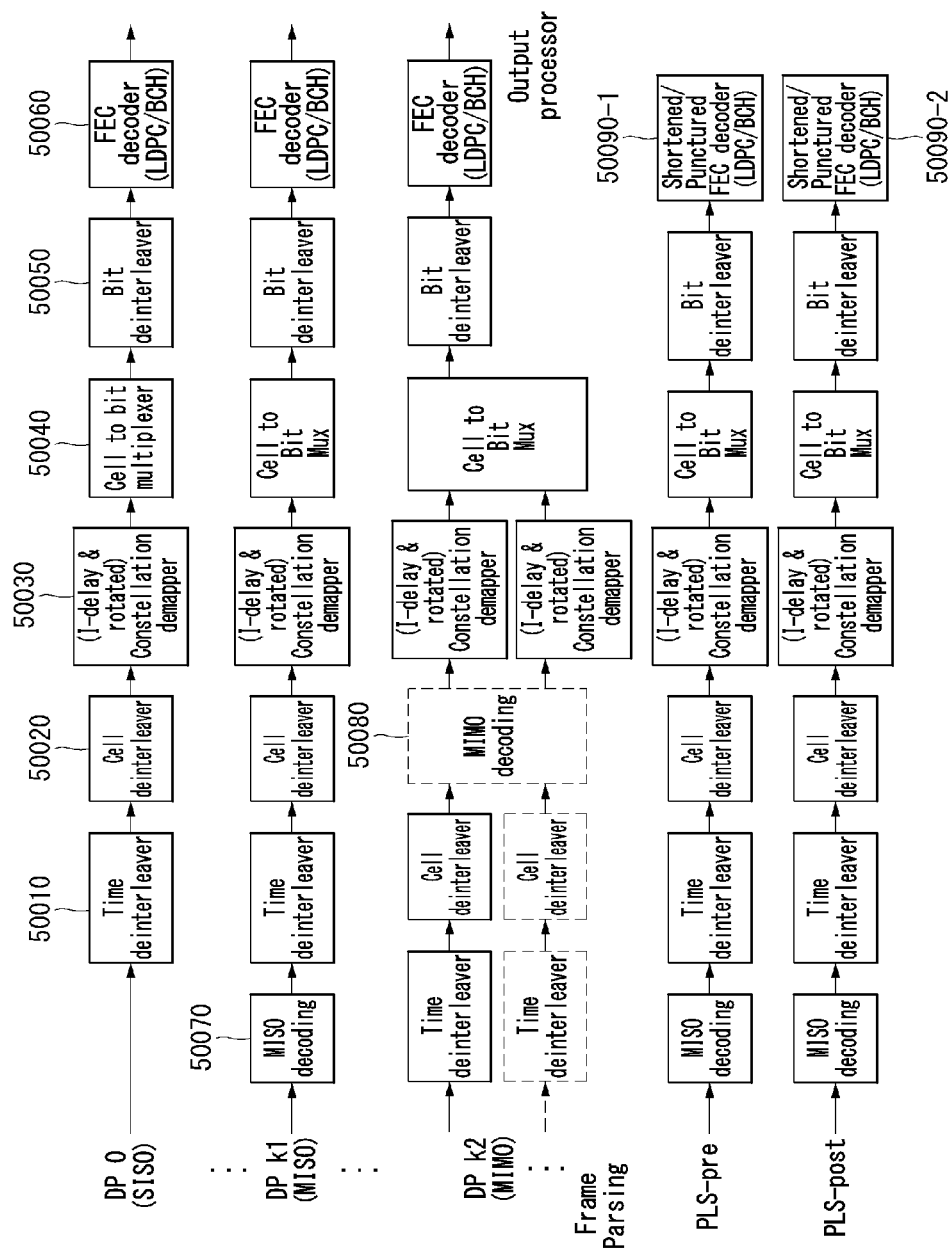 DP 0
(SISO)
50010
Time
deinterleaver
50020
Cell
deinterleaver
50030
(I-delay &
rotated)
Constellation
demapper
50040
Cell to bit
multiplexer
50050
Bit
deinterleaver
50060
FEC
decoder
(LDPC/BCH)
...
DP k1
(MISO)
...
50070
MISO
decoding
Time
deinterleaver
Cell
deinterleaver
(I-delay &
rotated)
Constellation
demapper
Cell to
Bit
Mux
Bit
deinterleaver
FEC
decoder
(LDPC/BCH)
DP k2
(MIMO)
...
Time
deinterleaver
Cell
deinterleaver
Time
deinterleaver
Cell
deinterleaver
50080
MIMO
decoding
(I-delay &
rotated)
Constellation
demapper
(I-delay &
rotated)
Constellation
demapper
Cell to
Bit
Mux
Bit
deinterleaver
FEC
decoder
(LDPC/BCH)
Output
processor
Frame
Parsing
PLS-pre
MISO
decoding
Time
deinterleaver
Cell
deinterleaver
(I-delay &
rotated)
Constellation
demapper
Cell to
Bit
Mux
Bit
deinterleaver
50090-1
Shortened/
Punctured
FEC decoder
(LDPC/BCH)
PLS-post
MISO
decoding
Time
deinterleaver
Cell
deinterleaver
(I-delay &
rotated)
Constellation
demapper
Cell to
Bit
Mux
Bit
deinterleaver
Shortened/
Punctured
FEC decoder
(LDPC/BCH)
50090-2